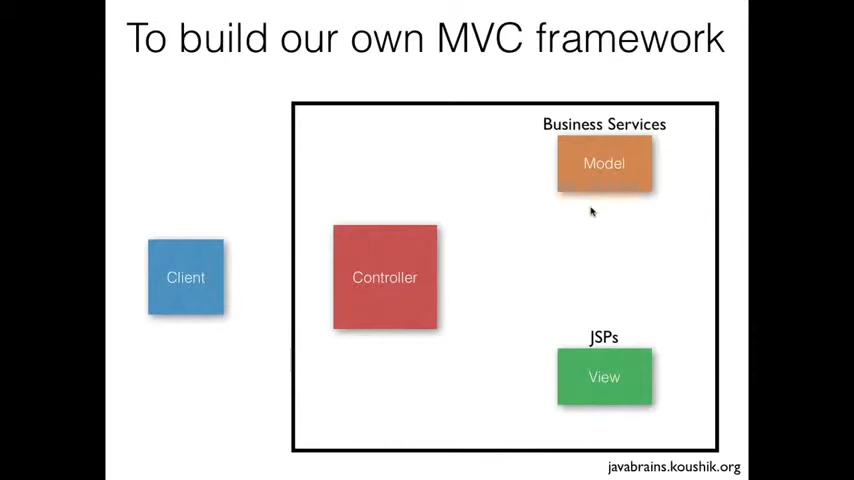 To build our own MVC framework
Business Services
Model
Client
Controller
JSPs
View
javabrains.koushik.org